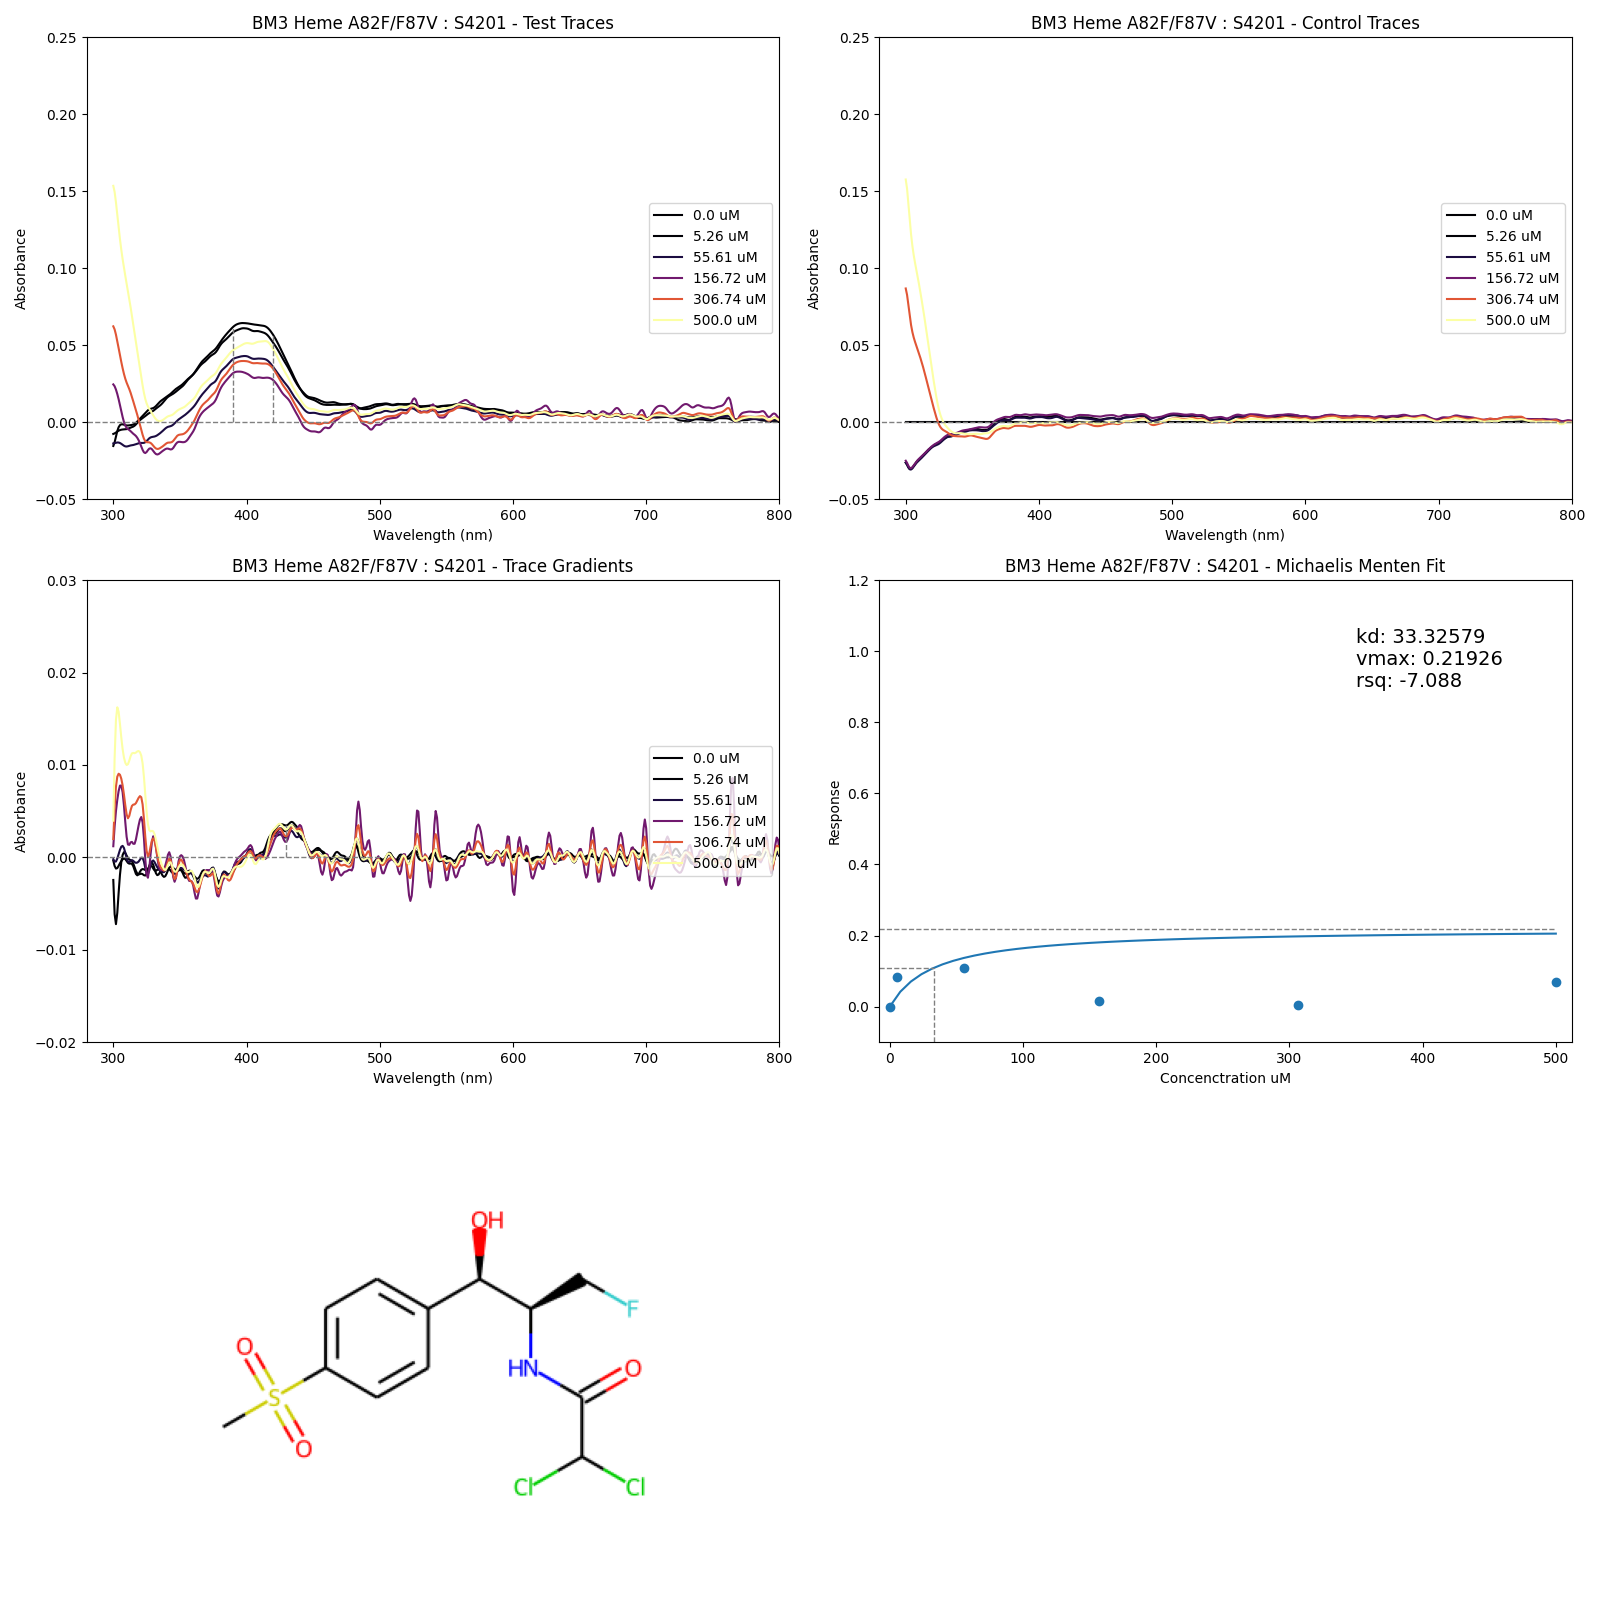 BM3 Heme A82F/F87V : S4201 - Test Traces
Absorbance
0.25
0.20
0.15
0.10
0.05
0.00
−0.05
300 400 500 600 700 800
Wavelength (nm)
0.0 uM
5.26 uM
55.61 uM
156.72 uM
306.74 uM
500.0 uM
BM3 Heme A82F/F87V : S4201 - Control Traces
Absorbance
0.25
0.20
0.15
0.10
0.05
0.00
−0.05
300 400 500 600 700 800
Wavelength (nm)
0.0 uM
5.26 uM
55.61 uM
156.72 uM
306.74 uM
500.0 uM
BM3 Heme A82F/F87V : S4201 - Trace Gradients
Absorbance
0.03
0.02
0.01
0.00
−0.01
−0.02
300 400 500 600 700 800
Wavelength (nm)
0.0 uM
5.26 uM
55.61 uM
156.72 uM
306.74 uM
500.0 uM
BM3 Heme A82F/F87V : S4201 - Michaelis Menten Fit
Response
1.2
1.0
0.8
0.6
0.4
0.2
0.0
0 100 200 300 400 500
Concenctration uM
kd: 33.32579
vmax: 0.21926
rsq: -7.088
OH
F
O
HN
O
S
O
Cl
Cl